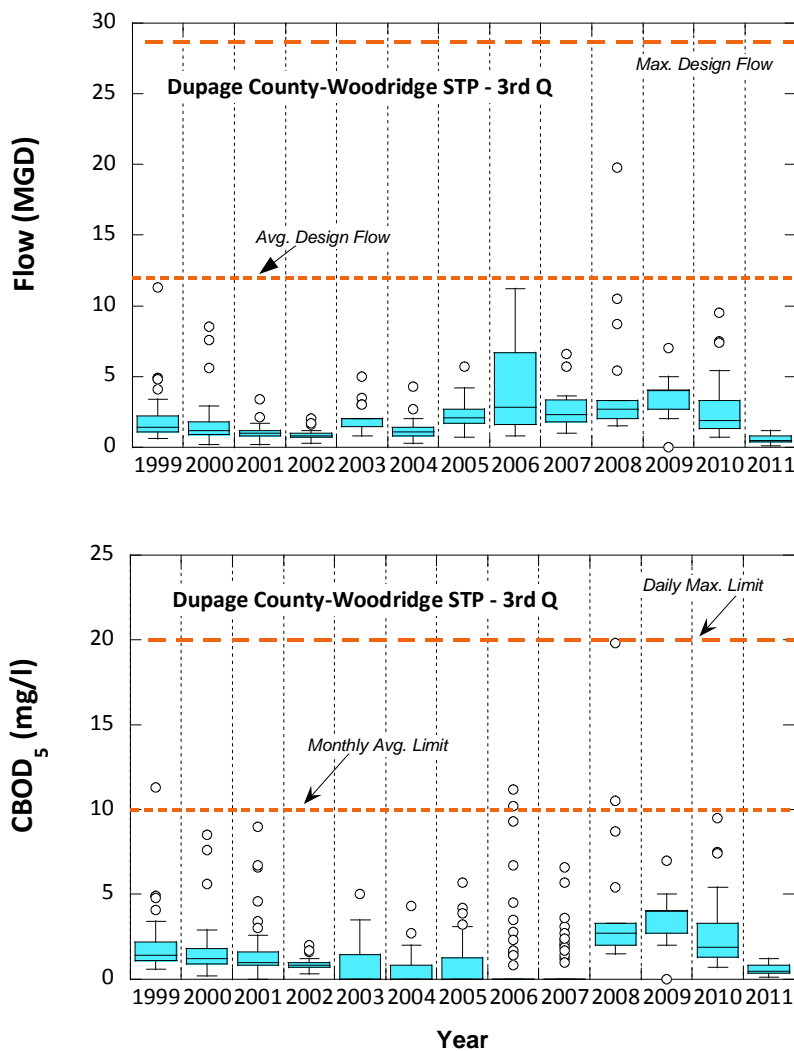 30
Max. Design Flow
25
Dupage County-Woodridge STP - 3rd Q
20
Flow (MGD)
15
Avg. Design Flow
10
5
0
1999 2000 2001 2002 2003 2004 2005 2006 2007 2008 2009 2010 2011
25
Dupage County-Woodridge STP - 3rd Q
Daily Max. Limit
20
CBOD5 (mg/l)
15
Monthly Avg. Limit
10
5
0
1999 2000 2001 2002 2003 2004 2005 2006 2007 2008 2009 2010 2011
Year